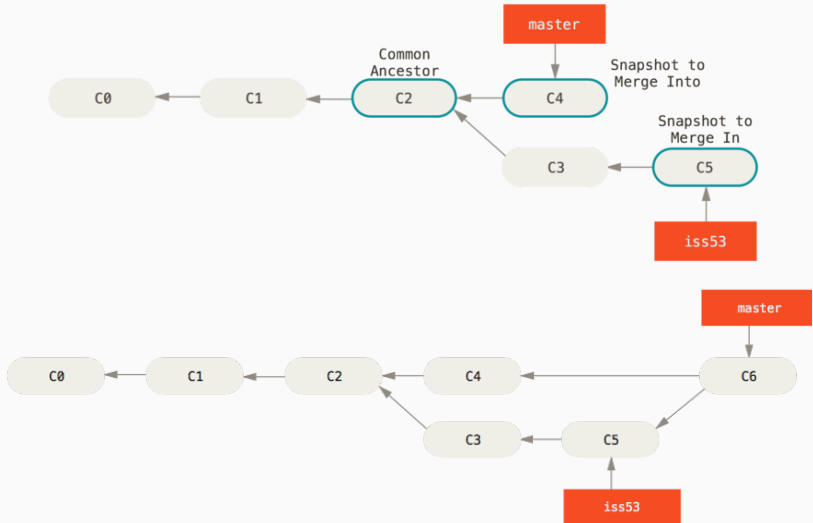 master
Common
Ancestor
Snapshot to
Merge Into
C0
C1
C2
C4
Snapshot to
Merge In
C3
C5
iss53
master
C0
C1
C2
C4
C6
C3
C5
iss53